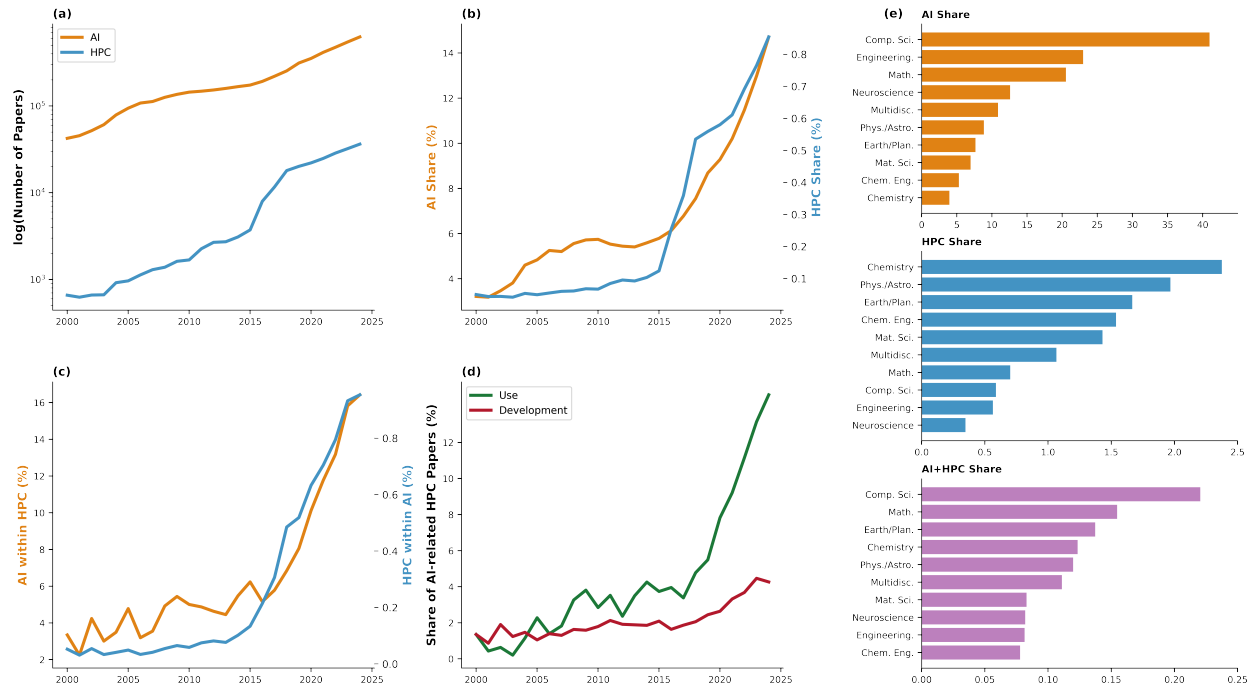 (a)
AI
HPC
log(Number of Papers)
10^5
10^4
10^3
2000 2005 2010 2015 2020 2025
(b)
AI Share (%)
14
12
10
8
6
4
HPC Share (%)
0.8
0.7
0.6
0.5
0.4
0.3
0.2
0.1
2000 2005 2010 2015 2020 2025
(c)
AI within HPC (%)
16
14
12
10
8
6
4
2
HPC within AI (%)
0.8
0.6
0.4
0.2
0.0
2000 2005 2010 2015 2020 2025
(d)
Use
Development
Share of AI-related HPC Papers (%)
12
10
8
6
4
2
0
2000 2005 2010 2015 2020 2025
(e)
AI Share
Comp. Sci.
Engineering.
Math.
Neuroscience
Multidisc.
Phys./Astro.
Earth/Plan.
Mat. Sci.
Chem. Eng.
Chemistry
0 5 10 15 20 25 30 35 40
HPC Share
Chemistry
Phys./Astro.
Earth/Plan.
Chem. Eng.
Mat. Sci.
Multidisc.
Math.
Comp. Sci.
Engineering.
Neuroscience
0.0 0.5 1.0 1.5 2.0 2.5
AI+HPC Share
Comp. Sci.
Math.
Earth/Plan.
Chemistry
Phys./Astro.
Multidisc.
Mat. Sci.
Neuroscience
Engineering.
Chem. Eng.
0.00 0.05 0.10 0.15 0.20 0.25